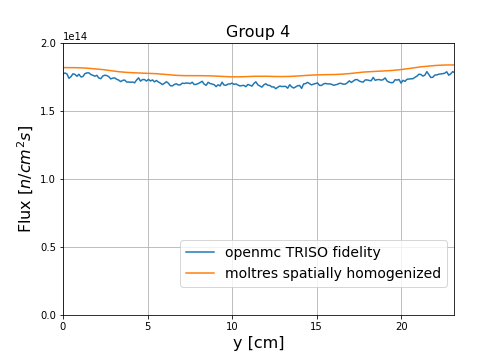 Group 4
1e14
2.0
1.5
1.0
0.5
0.0
Flux [n/cm²s]
openmc TRISO fidelity
moltres spatially homogenized
0 5 10 15 20
y [cm]